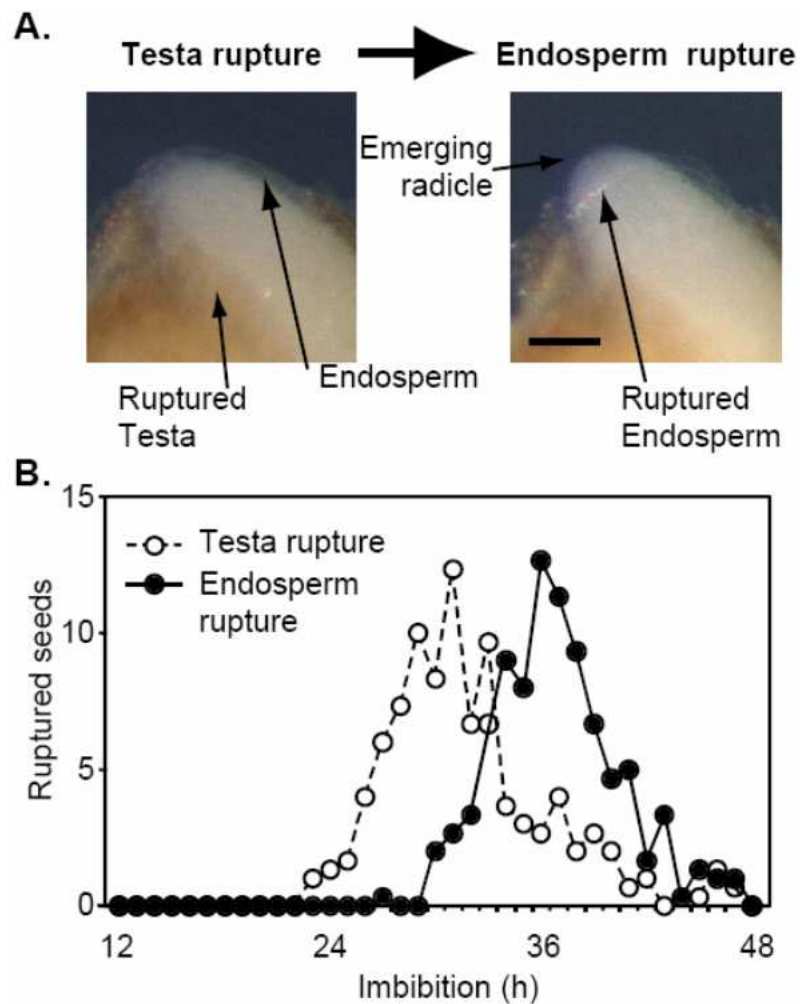 A.
Testa rupture Endosperm rupture
Emerging
radicle
Endosperm
Ruptured
Testa
Ruptured
Endosperm
B.
15
10
5
0
Testa rupture
Endosperm
rupture
Ruptured seeds
12 24 36 48
Imbibition (h)